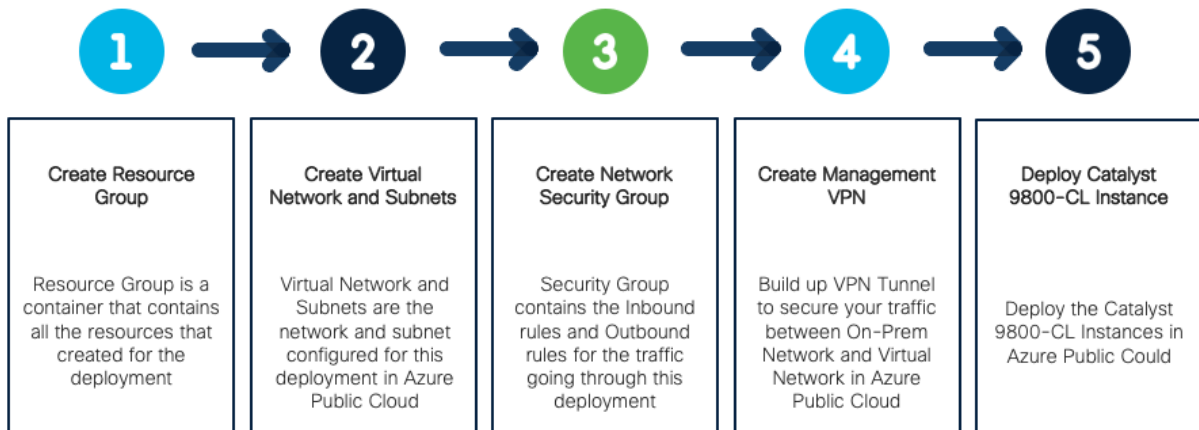 1
2
3
4
5
Create Resource
Group
Resource Group is a
container that contains
all the resources that
created for the
deployment
Create Virtual
Network and Subnets
Virtual Network and
Subnets are the
network and subnet
configured for this
deployment in Azure
Public Cloud
Create Network
Security Group
Security Group
contains the Inbound
rules and Outbound
rules for the traffic
going through this
deployment
Create Management
VPN
Build up VPN Tunnel
to secure your traffic
between On-Prem
Network and Virtual
Network in Azure
Public Cloud
Deploy Catalyst
9800-CL Instance
Deploy the Catalyst
9800-CL Instances in
Azure Public Could